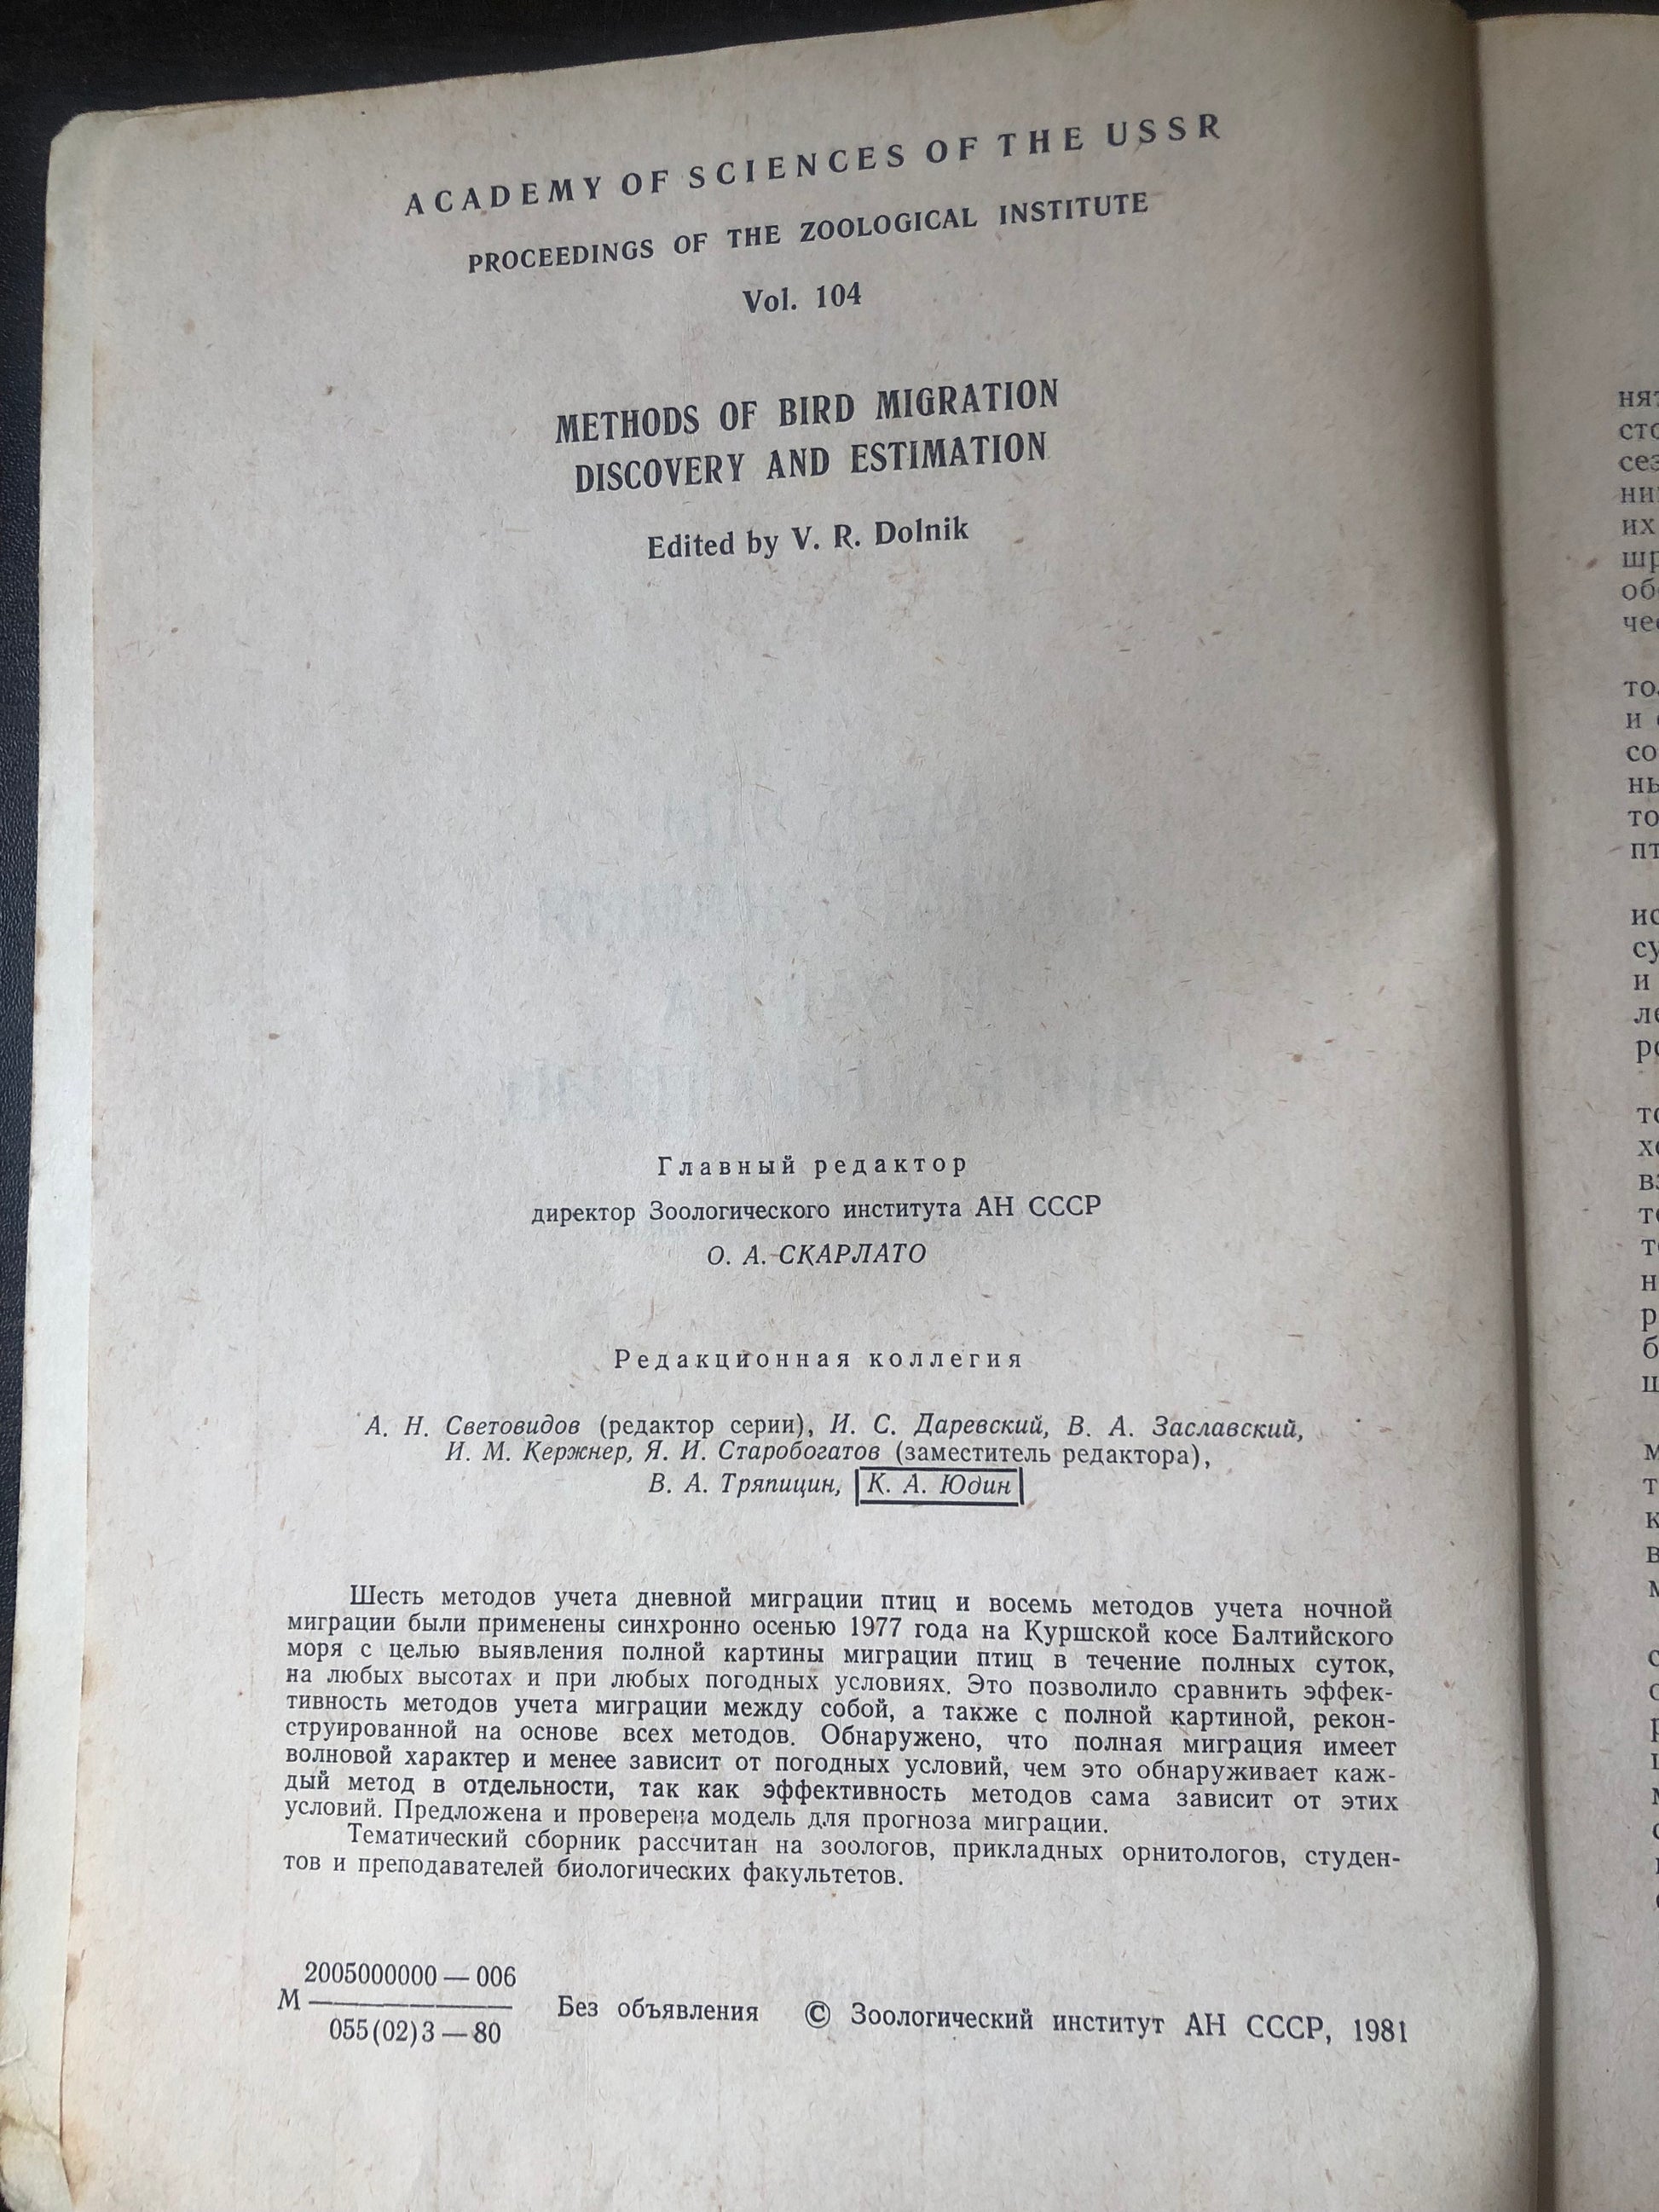 ACADEMY OF SCIENCES OF THE USSR
PROCEEDINGS OF THE ZOOLOGICAL INSTITUTE
Vol. 104
METHODS OF BIRD MIGRATION
DISCOVERY AND ESTIMATION
Edited by V. R. Dolnik
Главный редактор
директор Зоологического института АН СССР
О. А. СКАРЛАТО
Редакционная коллегия
А. Н. Световидов (редактор серии), И. С. Даревский, В. А. Заславский,
И. М. Кержнер, Я. И. Старобогатов (заместитель редактора),
В. А. Тряпицин, К. А. Юдин
Шесть методов учета дневной миграции птиц и восемь методов учета ночной
миграции были применены синхронно осенью 1977 года на Куршской косе Балтийского
моря с целью выявления полной картины миграции птиц в течение полных суток,
на любых высотах и при любых погодных условиях. Это позволило сравнить эффек-
тивность методов учета миграции между собой, а также с полной картиной, рекон-
струированной на основе всех методов. Обнаружено, что полная миграция имеет
волновой характер и менее зависит от погодных условий, чем это обнаруживает каж-
дый метод в отдельности, так как эффективность методов сама зависит от этих
условий. Предложена и проверена модель для прогноза миграции.
Тематический сборник рассчитан на зоологов, прикладных орнитологов, студен-
тов и преподавателей биологических факультетов.
2005000000 — 006
М
055(02)3 — 80
Без объявления © Зоологический институт АН СССР, 1981